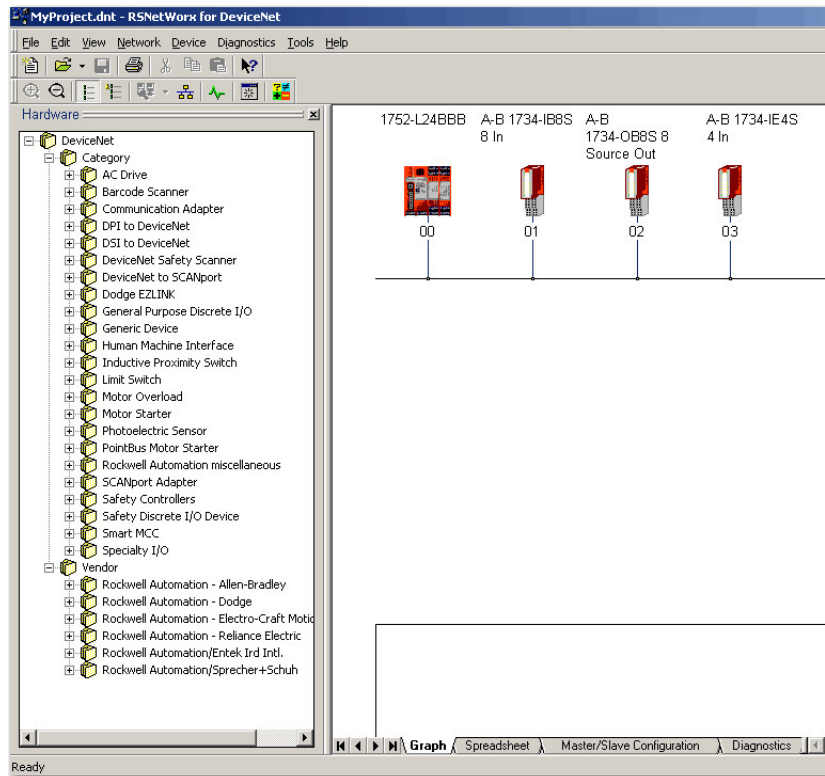 MyProject.dnt - RSNetWorx for DeviceNet
File Edit View Network Device Diagnostics Tools Help
Hardware
DeviceNet
Category
AC Drive
Barcode Scanner
Communication Adapter
DPI to DeviceNet
DSI to DeviceNet
DeviceNet Safety Scanner
DeviceNet to SCANport
Dodge EZLINK
General Purpose Discrete I/O
Generic Device
Human Machine Interface
Inductive Proximity Switch
Limit Switch
Motor Overload
Motor Starter
Photoelectric Sensor
PointBus Motor Starter
Rockwell Automation miscellaneous
SCANport Adapter
Safety Controllers
Safety Discrete I/O Device
Smart MCC
Specialty I/O
Vendor
Rockwell Automation - Allen-Bradley
Rockwell Automation - Dodge
Rockwell Automation - Electro-Craft Motic
Rockwell Automation - Reliance Electric
Rockwell Automation/Entek Ird Intl.
Rockwell Automation/Sprecher+Schuh
1752-L24BBB
00
A-B 1734-IB8S
8 In
01
A-B
1734-OB8S 8
Source Out
02
A-B 1734-IE4S
4 In
03
Graph Spreadsheet Master/Slave Configuration Diagnostics
Ready